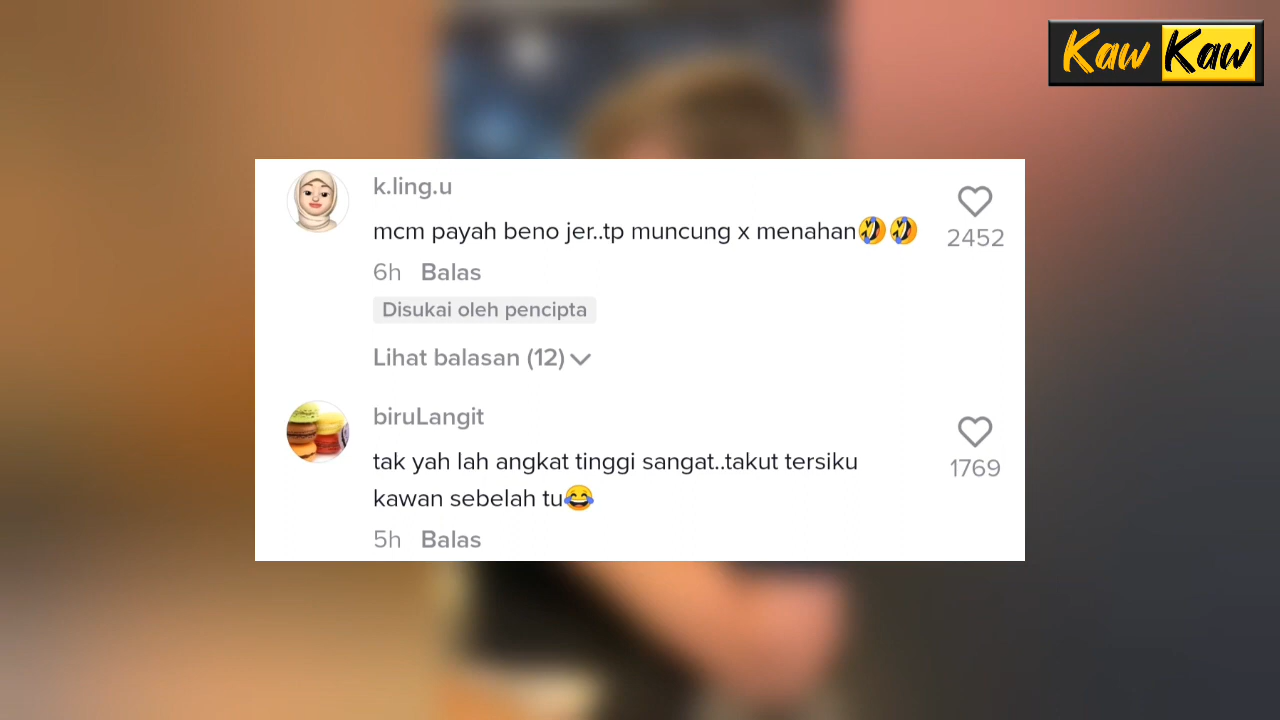 Kaw Kaw
k.ling.u
mcm payah beno jer..tp muncung x menahan🤣🤣
2452
6h Balas
Disukai oleh pencipta
Lihat balasan (12)
biruLangit
tak yah lah angkat tinggi sangat..takut tersiku
kawan sebelah tu😂
1769
5h Balas